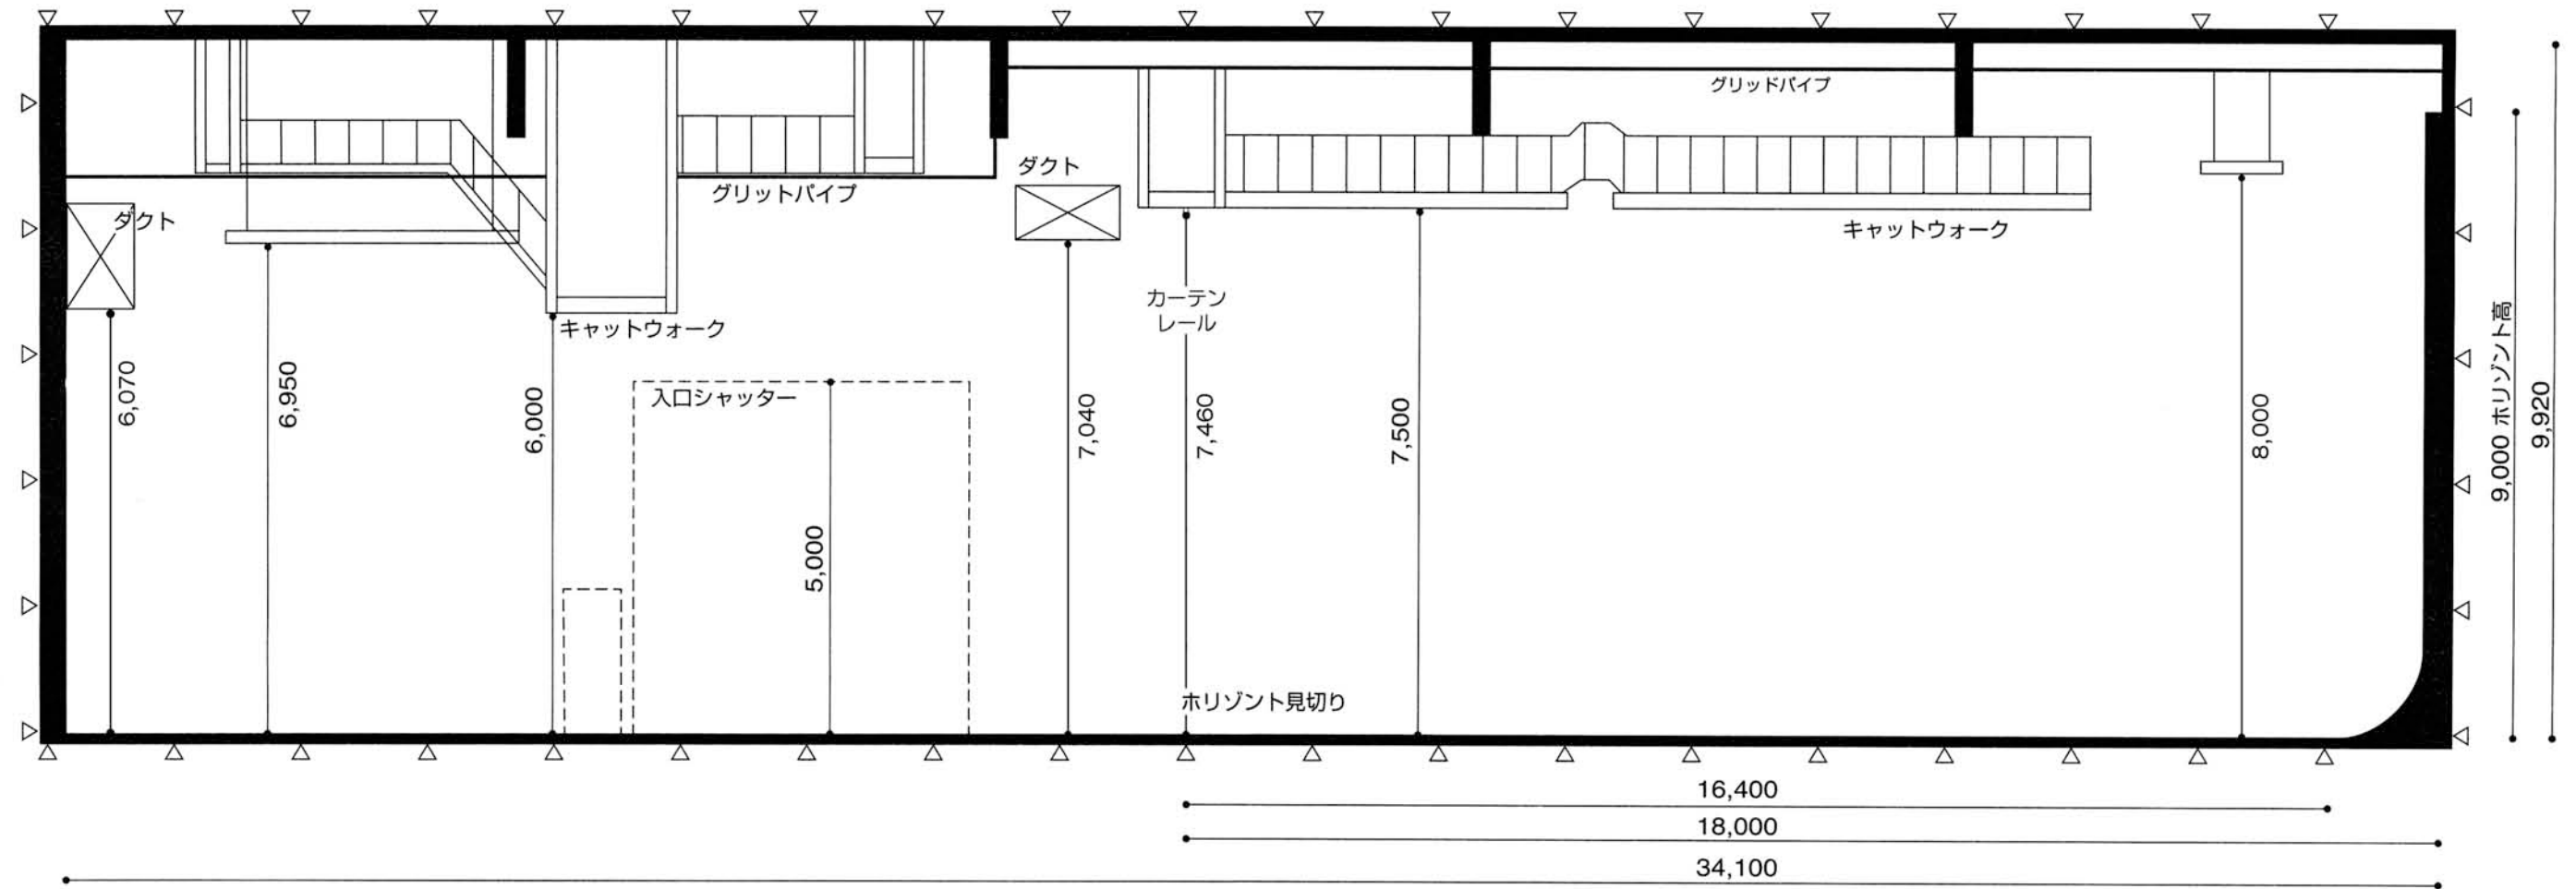 グリッドパイプ
ダクト
グリットパイプ
ダクト
キャットウォーク
カーテン
レール
キャットウォーク
入口シャッター
6,070
6,950
6,000
5,000
7,040
7,460
7,500
8,000
9,000 ホリゾント高
9,920
ホリゾント見切り
16,400
18,000
34,100